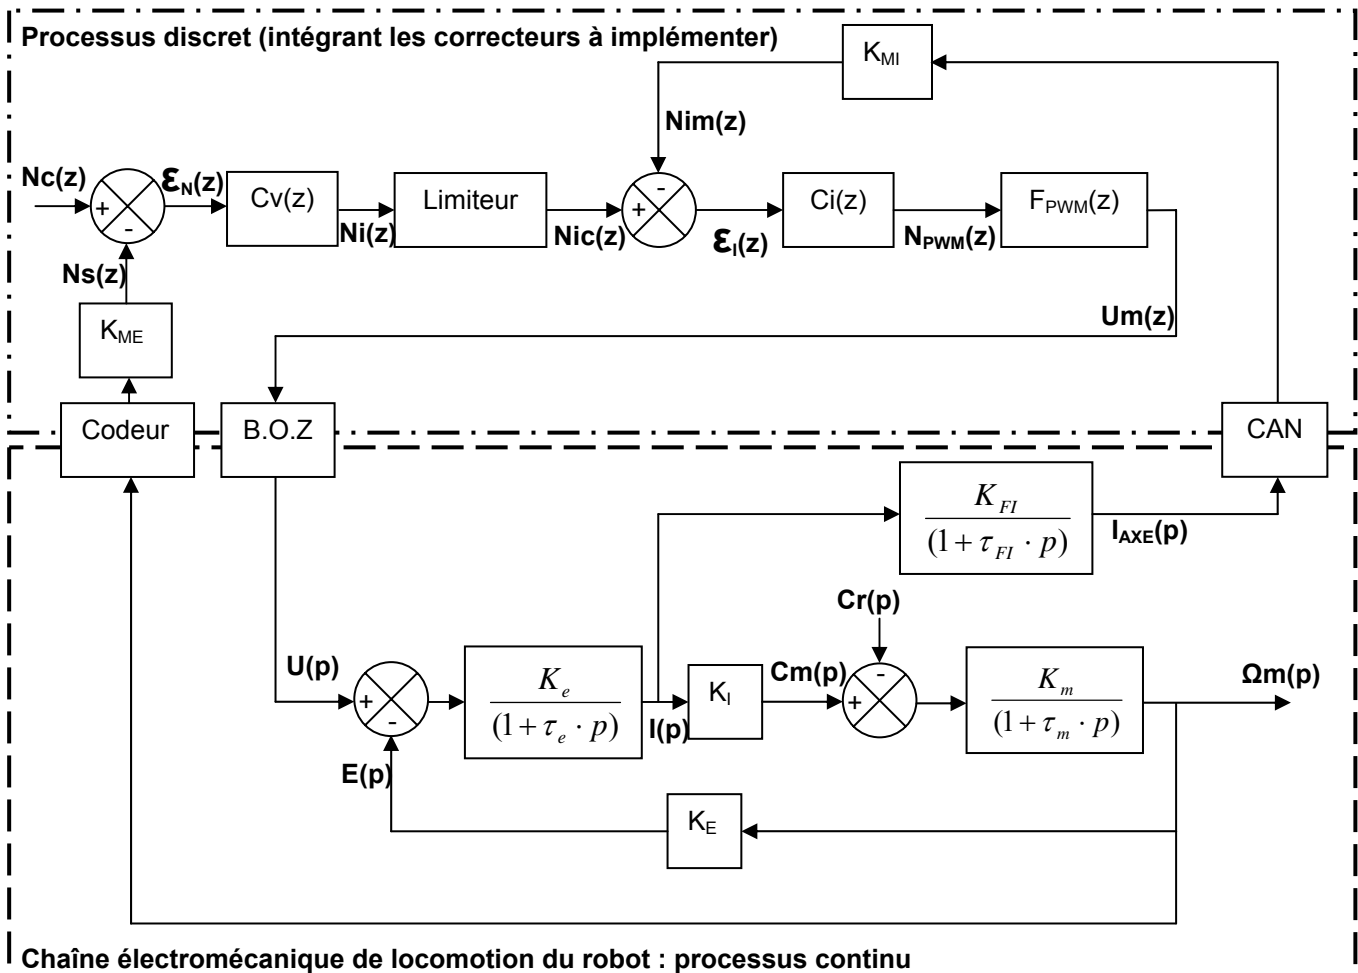 Processus discret (intégrant les correcteurs à implémenter)
K_MI
Nim(z)
Nc(z)
+
-
ε_N(z)
Cv(z)
Ni(z)
Limiteur
Nic(z)
+
-
ε_I(z)
Ci(z)
N_PWM(z)
F_PWM(z)
Ns(z)
K_ME
Um(z)
Codeur
B.O.Z
CAN
K_FI
(1 + τ_FI · p)
I_AXE(p)
Cr(p)
U(p)
+
-
K_e
(1 + τ_e · p)
I(p)
K_I
Cm(p)
+
-
K_m
(1 + τ_m · p)
Ωm(p)
E(p)
K_E
Chaîne électromécanique de locomotion du robot : processus continu